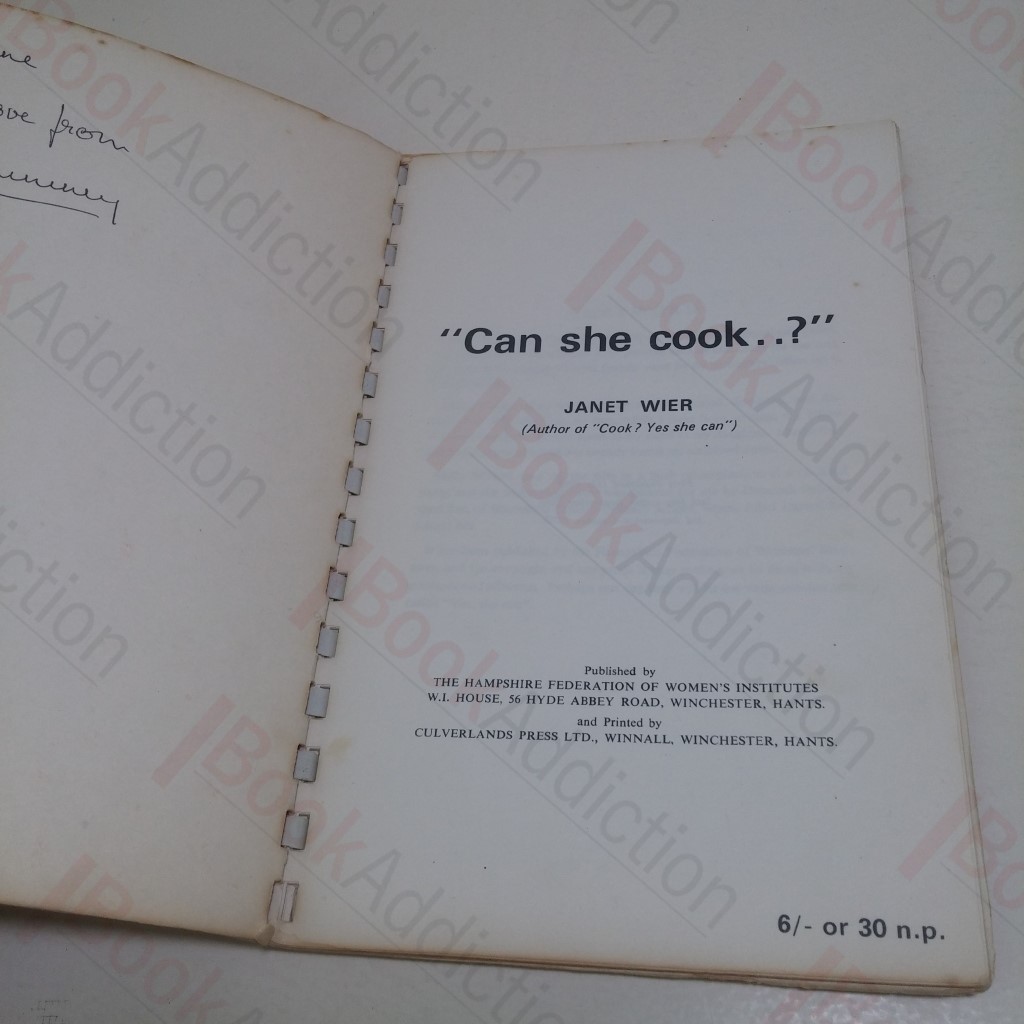 from
"Can she cook..?"
JANET WIER
(Author of "Cook? Yes she can")
Published by
THE HAMPSHIRE FEDERATION OF WOMEN'S INSTITUTES
W.I. HOUSE, 56 HYDE ABBEY ROAD, WINCHESTER, HANTS.
and Printed by
CULVERLANDS PRESS LTD., WINNALL, WINCHESTER, HANTS.
6/- or 30 n.p.
BookAddiction